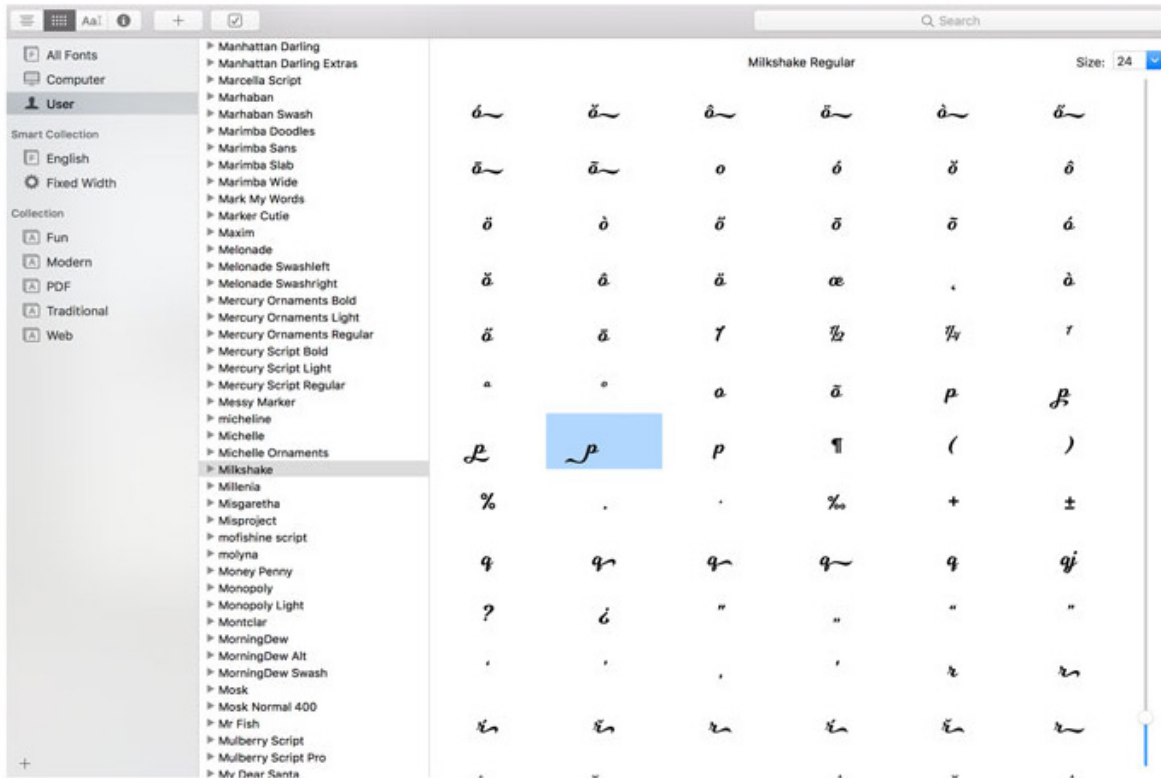 Search
All Fonts
Computer
User
Smart Collection
English
Fixed Width
Collection
Fun
Modern
PDF
Traditional
Web
Manhattan Darling
Manhattan Darling Extras
Marcella Script
Marhaban
Marhaban Swash
Marimba Doodles
Marimba Sans
Marimba Slab
Marimba Wide
Mark My Words
Marker Cutie
Maxim
Melonade
Melonade Swashleft
Melonade Swashright
Mercury Ornaments Bold
Mercury Ornaments Light
Mercury Ornaments Regular
Mercury Script Bold
Mercury Script Light
Mercury Script Regular
Messy Marker
micheline
Michelle
Michelle Ornaments
Milkshake
Millenia
Misgaretha
Misproject
mofishine script
molyna
Money Penny
Monopoly
Monopoly Light
Montclar
MorningDew
MorningDew Alt
MorningDew Swash
Mosk
Mosk Normal 400
Mr Fish
Mulberry Script
Mulberry Script Pro
My Dear Santa
Milkshake Regular
Size: 24
o ó ŏ ô
ö ò ő ō õ
æ
p p
p p p ¶ ( )
% . · ‰ + ±
q q q q q qj
? ¿ " „ “ ”
‘ ’ ‚ ' r r